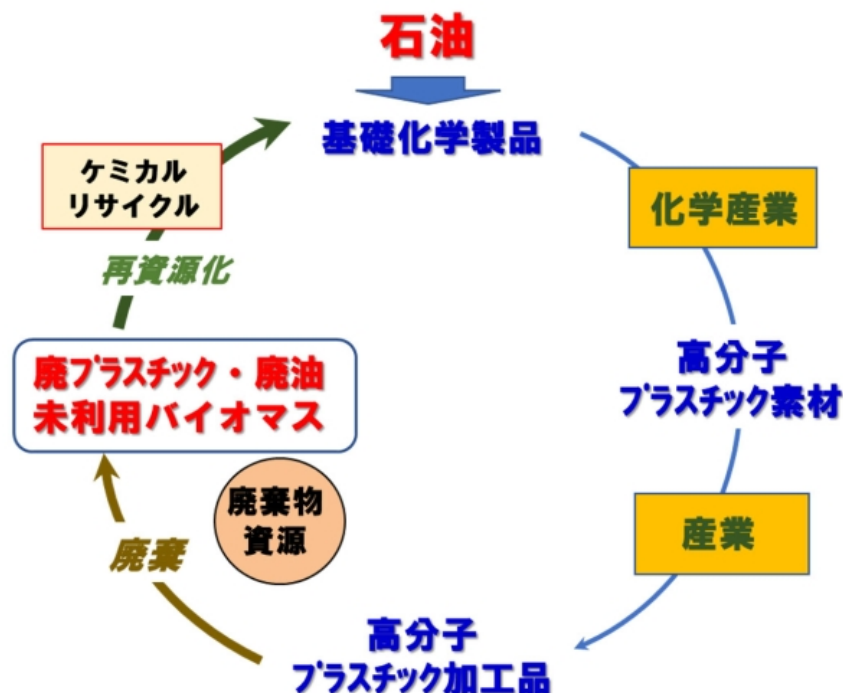 石油
基礎化学製品
ケミカル
リサイクル
化学産業
再資源化
高分子
プラスチック素材
廃プラスチック・廃油
未利用バイオマス
廃棄物
資源
産業
廃棄
高分子
プラスチック加工品